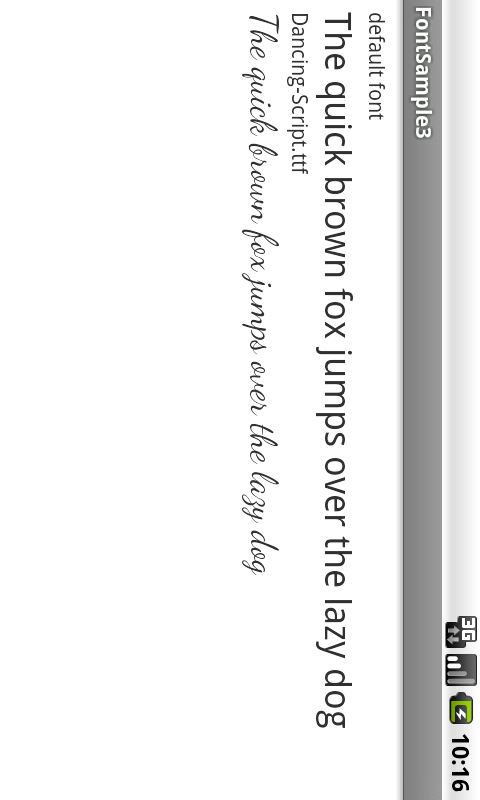 3G 10:16
FontSample3
default font
The quick brown fox jumps over the lazy dog
Dancing-Script.ttf
The quick brown fox jumps over the lazy dog